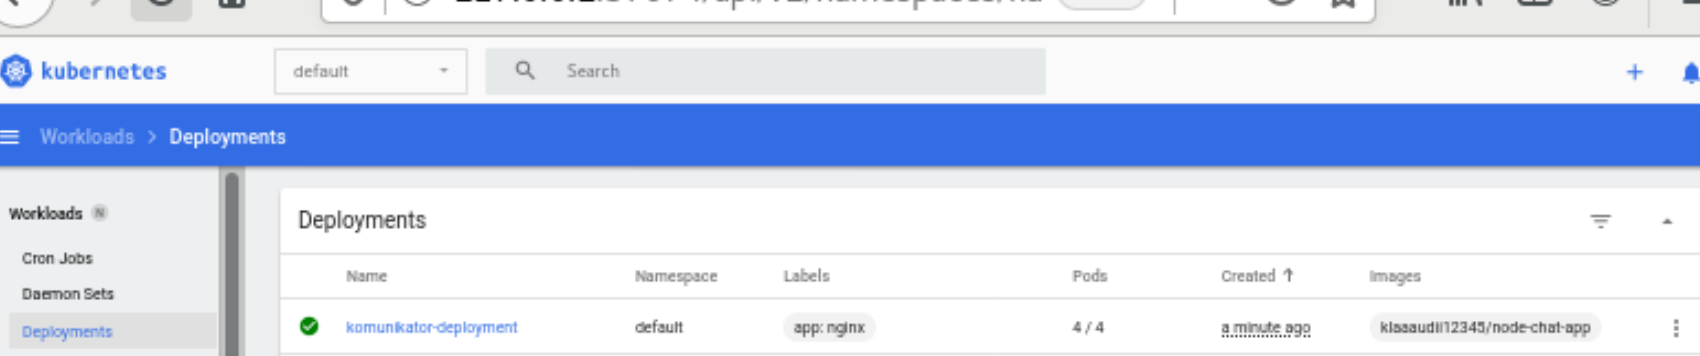 kubernetes
default
Search
Workloads > Deployments
Workloads N
Cron Jobs
Daemon Sets
Deployments
Deployments
Name Namespace Labels Pods Created ↑ Images
komunikator-deployment default app: nginx 4 / 4 a minute ago klaaaudii12345/node-chat-app